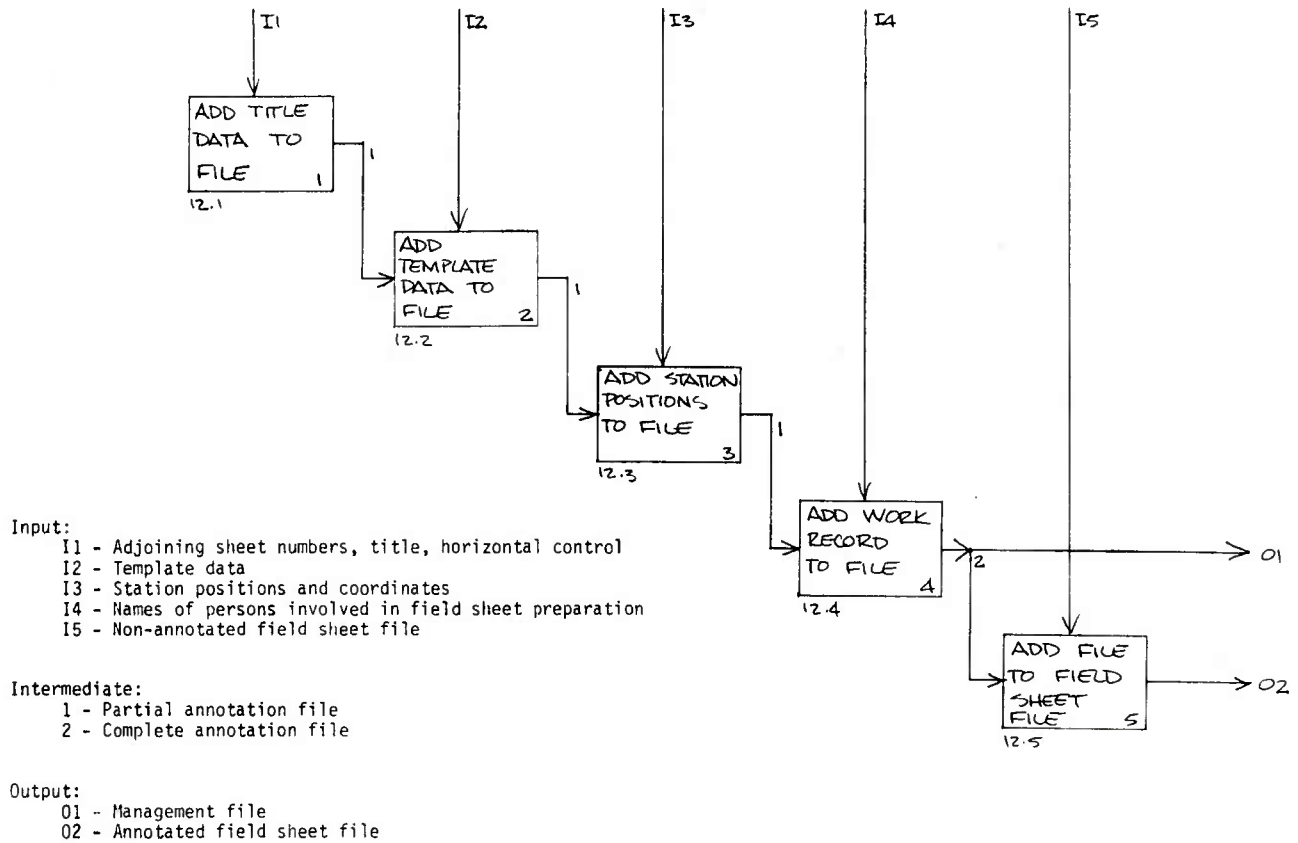 I1
I2
I3
I4
I5
ADD TITLE
DATA TO
FILE
1
12.1
1
ADD
TEMPLATE
DATA TO
FILE
2
12.2
1
ADD STATION
POSITIONS
TO FILE
3
12.3
1
ADD WORK
RECORD
TO FILE
4
12.4
2
O1
ADD FILE
TO FIELD
SHEET
FILE
5
12.5
O2
Input:
I1 - Adjoining sheet numbers, title, horizontal control
I2 - Template data
I3 - Station positions and coordinates
I4 - Names of persons involved in field sheet preparation
I5 - Non-annotated field sheet file
Intermediate:
1 - Partial annotation file
2 - Complete annotation file
Output:
O1 - Management file
O2 - Annotated field sheet file